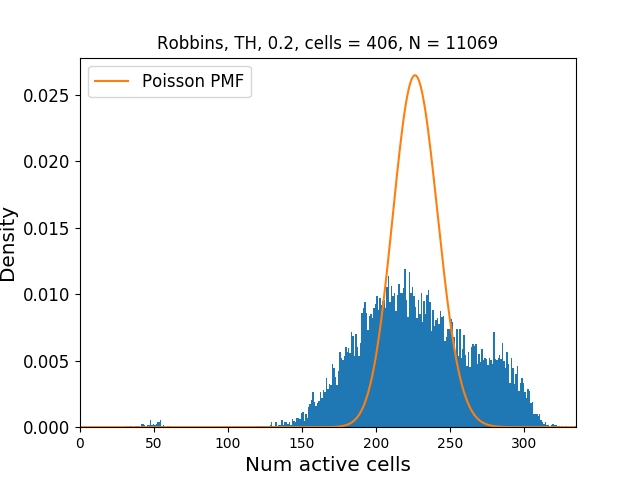 Robbins, TH, 0.2, cells = 406, N = 11069
Poisson PMF
Density
0.025
0.020
0.015
0.010
0.005
0.000
0 50 100 150 200 250 300
Num active cells